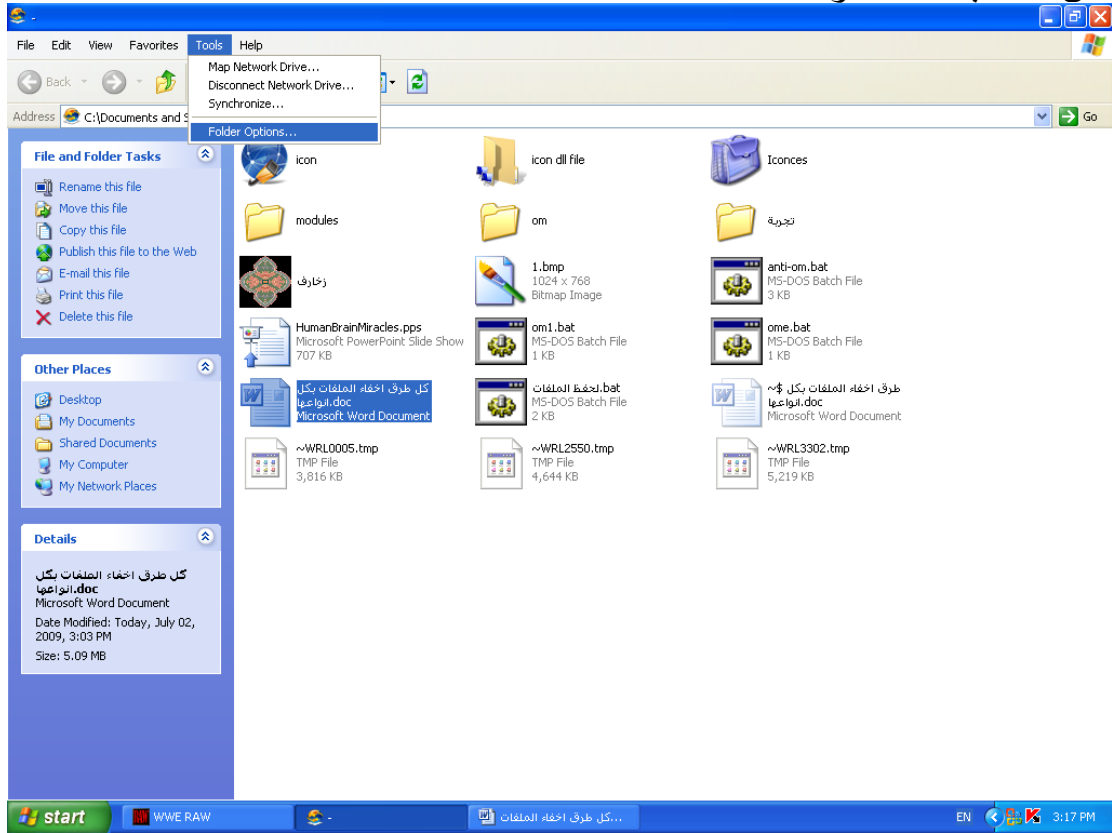 -
File Edit View Favorites Tools Help
Map Network Drive...
Disconnect Network Drive...
Synchronize...
Folder Options...
Back
Address C:\Documents and S
Go
File and Folder Tasks
Rename this file
Move this file
Copy this file
Publish this file to the Web
E-mail this file
Print this file
Delete this file
Other Places
Desktop
My Documents
Shared Documents
My Computer
My Network Places
Details
كل طرق اخفاء الملفات بكل
انواعها.doc
Microsoft Word Document
Date Modified: Today, July 02,
2009, 3:03 PM
Size: 5.09 MB
icon
icon dll file
Iconces
modules
om
تجربة
زخارف
1.bmp
1024 x 768
Bitmap Image
anti-om.bat
MS-DOS Batch File
3 KB
HumanBrainMiracles.pps
Microsoft PowerPoint Slide Show
707 KB
om1.bat
MS-DOS Batch File
1 KB
ome.bat
MS-DOS Batch File
1 KB
كل طرق اخفاء الملفات بكل
انواعها.doc
Microsoft Word Document
لحفظ الملفات.bat
MS-DOS Batch File
2 KB
~$ طرق اخفاء الملفات بكل
انواعها.doc
Microsoft Word Document
~WRL0005.tmp
TMP File
3,816 KB
~WRL2550.tmp
TMP File
4,644 KB
~WRL3302.tmp
TMP File
5,219 KB
start
WWE RAW
-
كل طرق اخفاء الملفات...
EN
3:17 PM